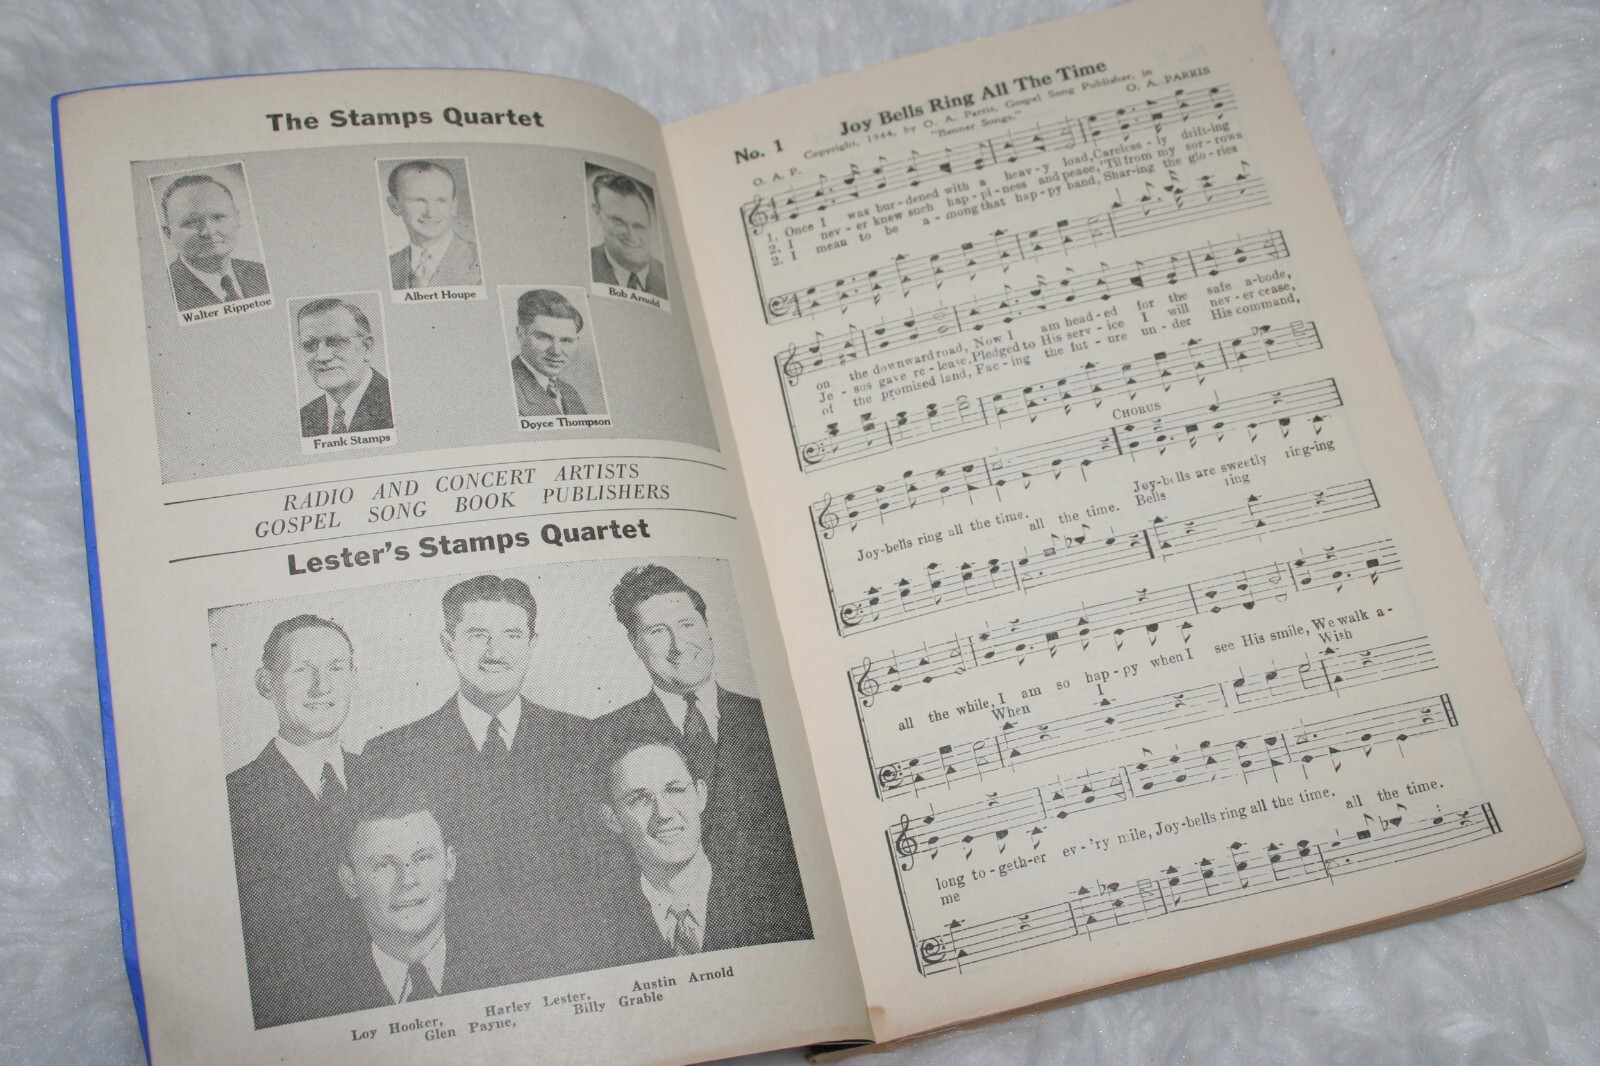 The Stamps Quartet
Walter Rippetoe
Albert Houpe
Bob Arnold
Frank Stamps
Doyce Thompson
RADIO AND CONCERT ARTISTS
GOSPEL SONG BOOK PUBLISHERS
Lester's Stamps Quartet
Loy Hooker, Harley Lester, Austin Arnold
Glen Payne, Billy Grable
No. 1
Joy Bells Ring All The Time
Copyright, 1944, by O. A. Parris, Gospel Song Publisher, in
"Banner Songs."
O. A. P.
O. A. PARRIS
1. Once I was bur-dened with a heav-y load, Careless-ly drift-ing
2. I nev-er knew such hap-pi-ness and peace, 'Til from my sor-rows
2. I mean to be a-mong that hap-py band, Shar-ing the glo-ries
on the downward road, Now I am head-ed for the safe a-bode,
Je-sus gave re-lease, Pledged to His serv-ice I will nev-er cease,
of the promised land, Fac-ing the fut-ure un-der His command,
CHORUS
Joy-bells ring all the time. all the time. Joy-bells are sweetly ring-ing
Bells ring
all the while, I am so hap-py when I see His smile, We walk a-
When I With
long to-geth-er ev-'ry mile, Joy-bells ring all the time. all the time.
me